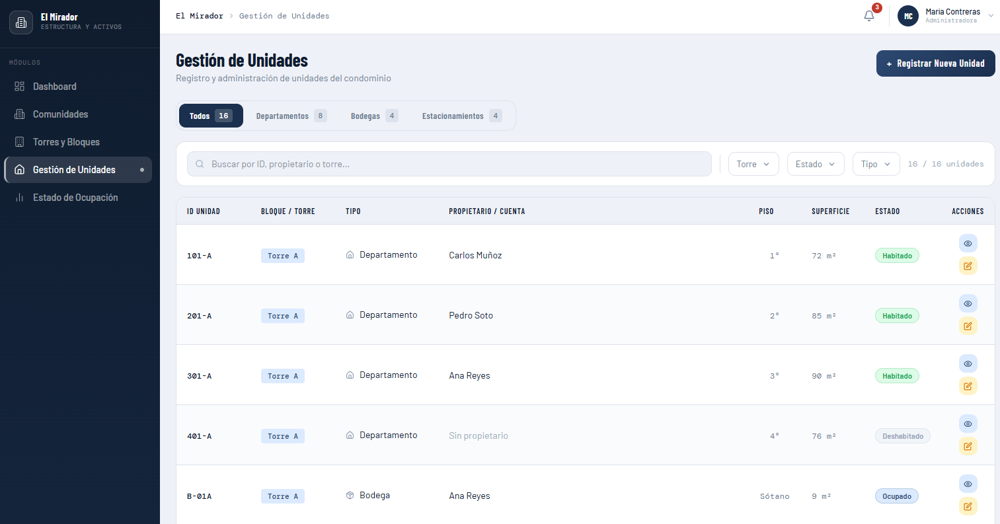 El Mirador
ESTRUCTURA Y ACTIVOS
MÓDULOS
Dashboard
Comunidades
Torres y Bloques
Gestión de Unidades
Estado de Ocupación
El Mirador > Gestión de Unidades
3
MC
María Contreras
Administradora
Gestión de Unidades
Registro y administración de unidades del condominio
+ Registrar Nueva Unidad
Todos 16 Departamentos 8 Bodegas 4 Estacionamientos 4
Buscar por ID, propietario o torre...
Torre Estado Tipo 16 / 16 unidades
ID UNIDAD BLOQUE / TORRE TIPO PROPIETARIO / CUENTA PISO SUPERFICIE ESTADO ACCIONES
101-A Torre A Departamento Carlos Muñoz 1° 72 m² Habitado
201-A Torre A Departamento Pedro Soto 2° 85 m² Habitado
301-A Torre A Departamento Ana Reyes 3° 90 m² Habitado
401-A Torre A Departamento Sin propietario 4° 76 m² Deshabitado
B-01A Torre A Bodega Ana Reyes Sótano 9 m² Ocupado